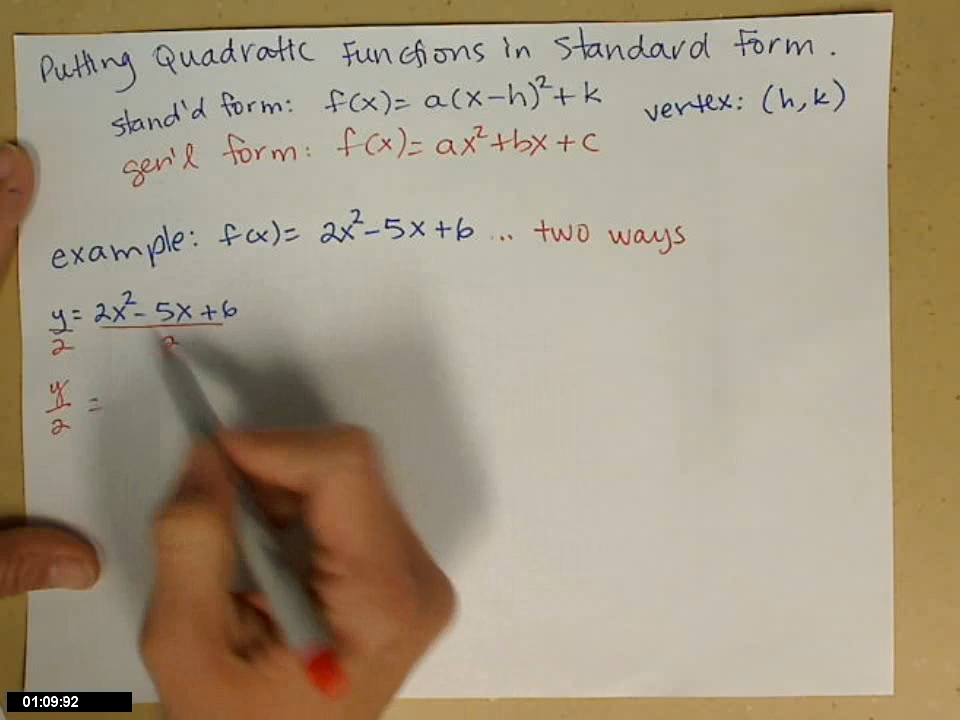 Putting Quadratic Functions in Standard Form.
stand'd form: f(x)= a(x-h)²+k vertex: (h,k)
gen'l form: f(x)= ax²+bx+c
example: f(x)= 2x²-5x+6 ... two ways
y = 2x²-5x+6
2 2
y
2 =
01:09:92